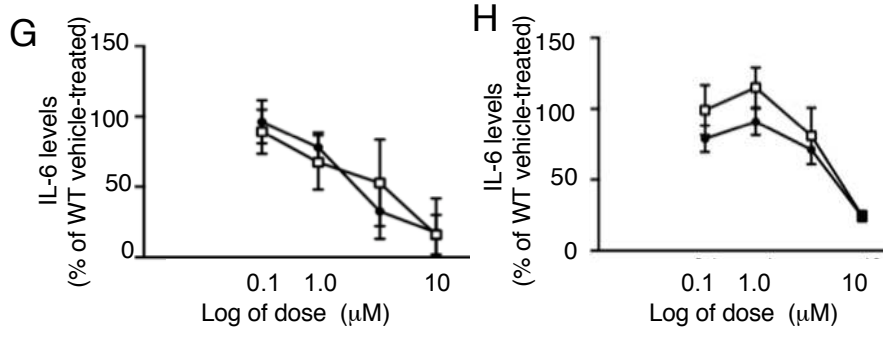 G
IL-6 levels
(% of WT vehicle-treated)
150
100
50
0
0.1 1.0 10
Log of dose (μM)
H
IL-6 levels
(% of WT vehicle-treated)
150
100
50
0
0.1 1.0 10
Log of dose (μM)